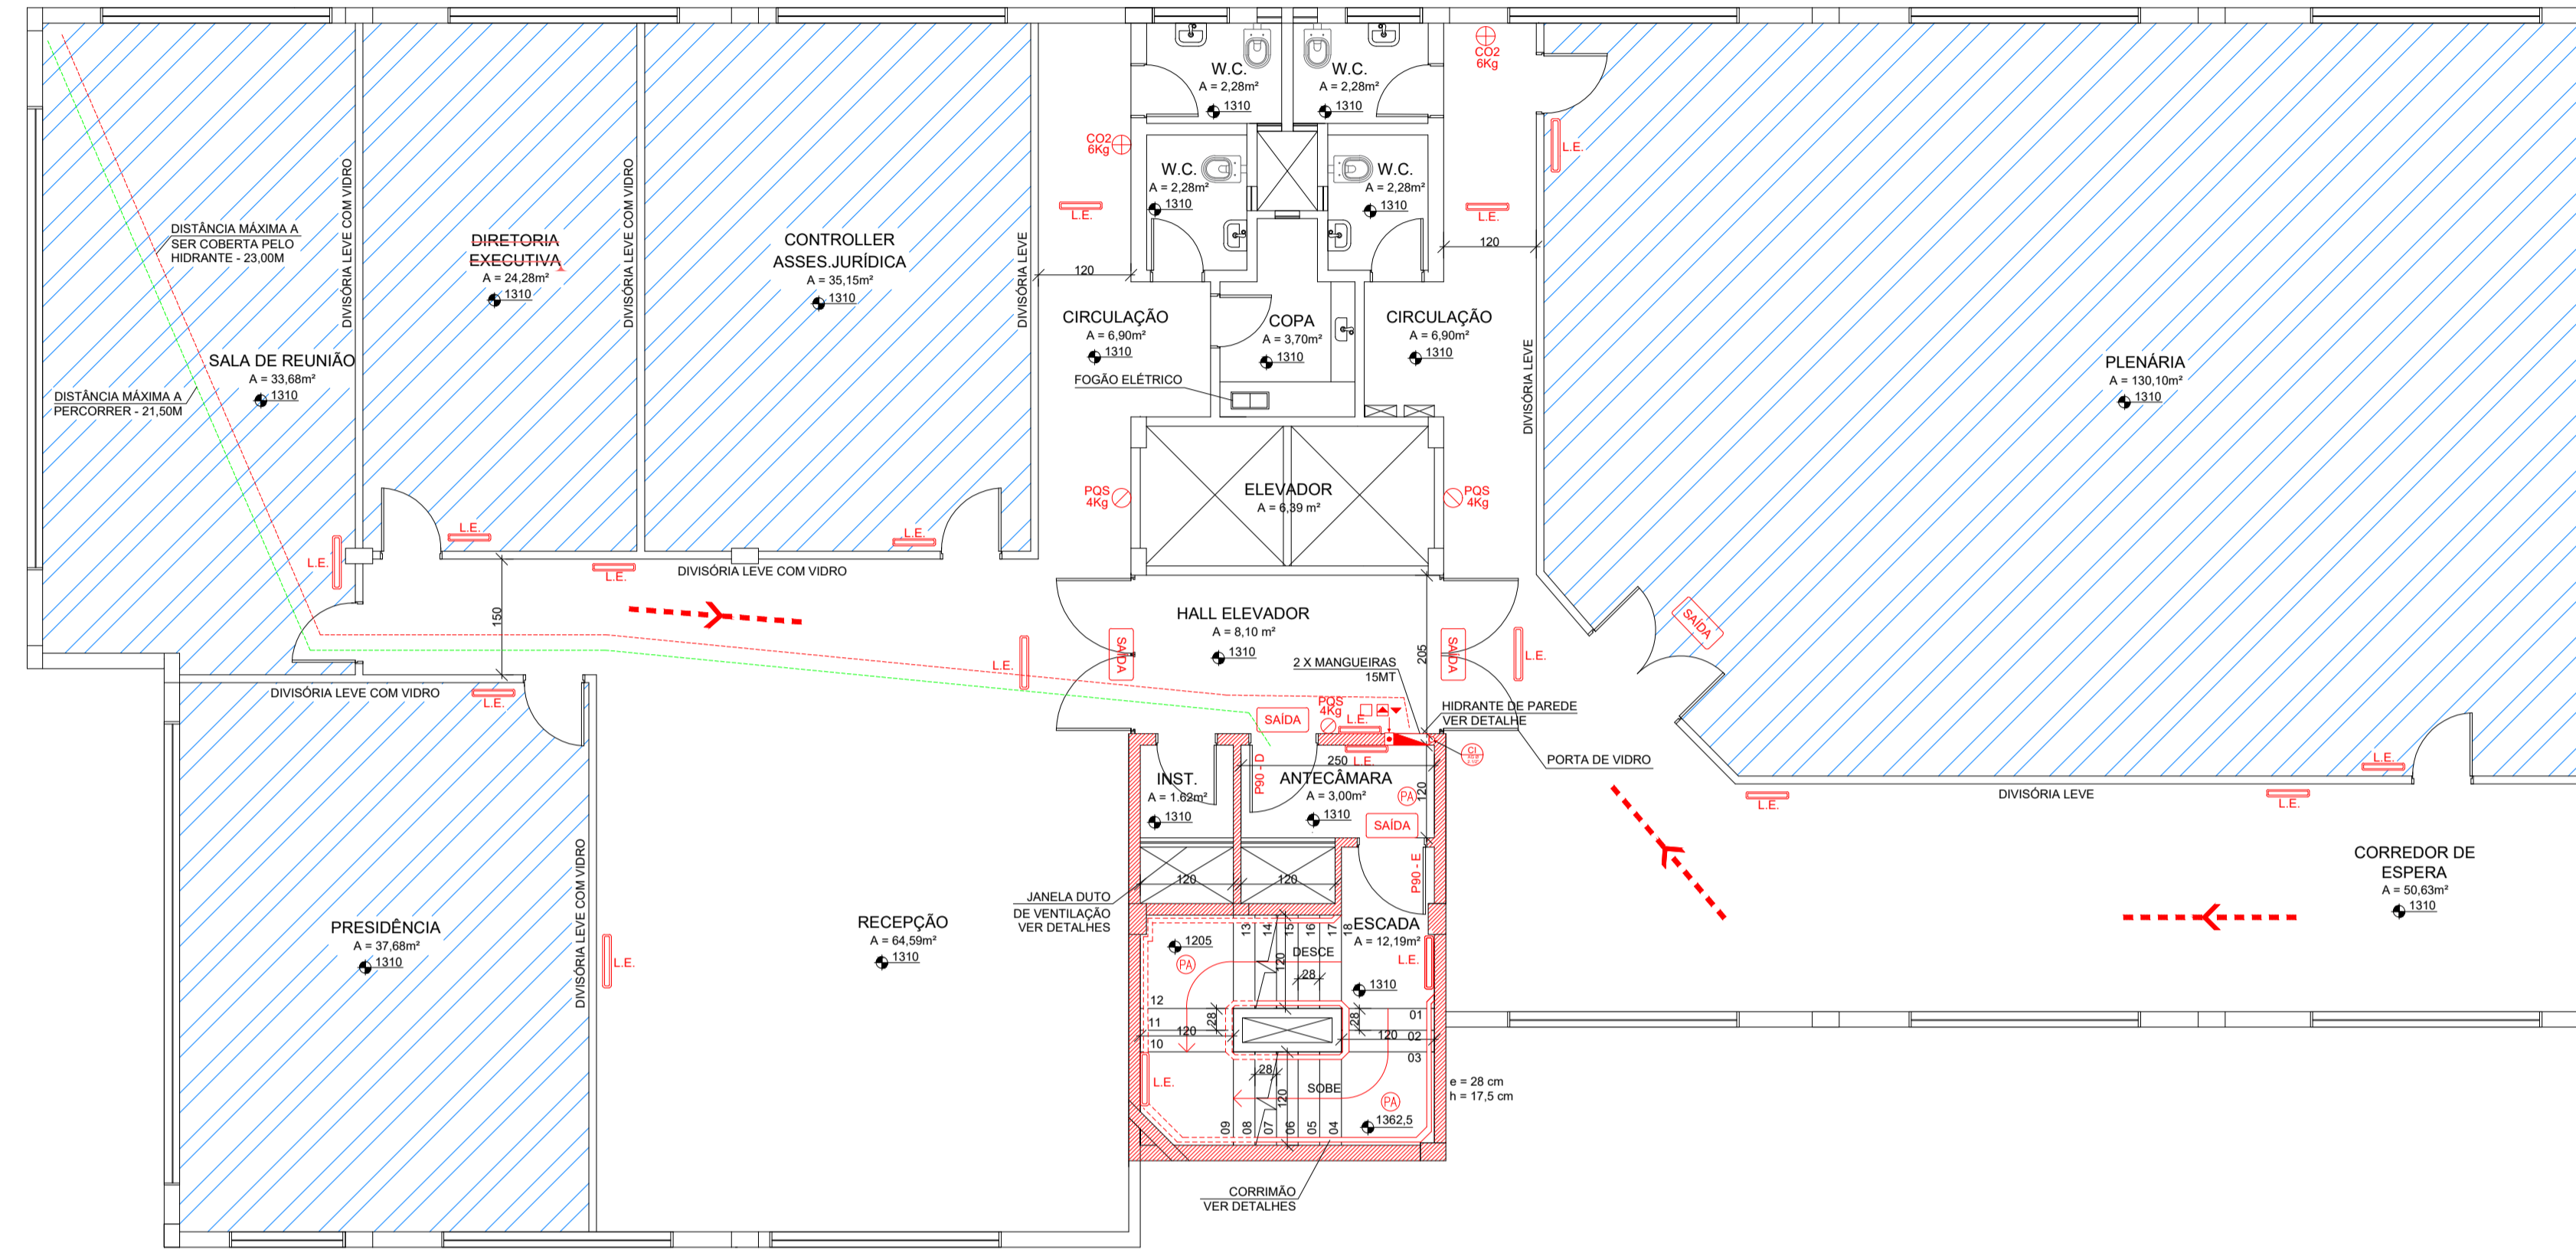 W.C.
A = 2,28m²
1310
W.C.
A = 2,28m²
1310
CO2
6Kg
CO2
6Kg
L.E.
W.C.
A = 2,28m²
1310
W.C.
A = 2,28m²
1310
L.E.
L.E.
120
120
DISTÂNCIA MÁXIMA A
SER COBERTA PELO
HIDRANTE - 23,00M
DIVISÓRIA LEVE COM VIDRO
DIRETORIA
EXECUTIVA
A = 24,28m²
1310
DIVISÓRIA LEVE COM VIDRO
CONTROLLER
ASSES.JURÍDICA
A = 35,15m²
1310
DIVISÓRIA LEVE
CIRCULAÇÃO
A = 6,90m²
1310
COPA
A = 3,70m²
1310
CIRCULAÇÃO
A = 6,90m²
1310
FOGÃO ELÉTRICO
DIVISÓRIA LEVE
PLENÁRIA
A = 130,10m²
1310
SALA DE REUNIÃO
A = 33,68m²
1310
DISTÂNCIA MÁXIMA A
PERCORRER - 21,50M
PQS
4Kg
ELEVADOR
A = 6,39 m²
PQS
4Kg
L.E.
L.E.
L.E.
L.E.
DIVISÓRIA LEVE COM VIDRO
150
HALL ELEVADOR
A = 8,10 m²
1310
205
SAÍDA
SAÍDA
SAÍDA
L.E.
L.E.
2 X MANGUEIRAS
15MT
DIVISÓRIA LEVE COM VIDRO
L.E.
SAÍDA
PQS
4Kg
L.E.
HIDRANTE DE PAREDE
VER DETALHE
CI
PORTA DE VIDRO
250
L.E.
P90 - D
INST.
A = 1.62m²
1310
ANTECÂMARA
A = 3,00m²
1310
PA
120
SAÍDA
L.E.
L.E.
DIVISÓRIA LEVE
L.E.
L.E.
CORREDOR DE
ESPERA
A = 50,63m²
1310
P90 - E
120
120
JANELA DUTO
DE VENTILAÇÃO
VER DETALHES
DIVISÓRIA LEVE COM VIDRO
PRESIDÊNCIA
A = 37,68m²
1310
L.E.
RECEPÇÃO
A = 64,59m²
1310
13
14
15
16
17
18
ESCADA
A = 12,19m²
1205
PA
DESCE
120
28
L.E.
1310
12
11
10
28
120
28
01
02
03
120
L.E.
28
SOBE
120
PA
1362,5
09
08
07
06
05
04
e = 28 cm
h = 17,5 cm
CORRIMÃO
VER DETALHES